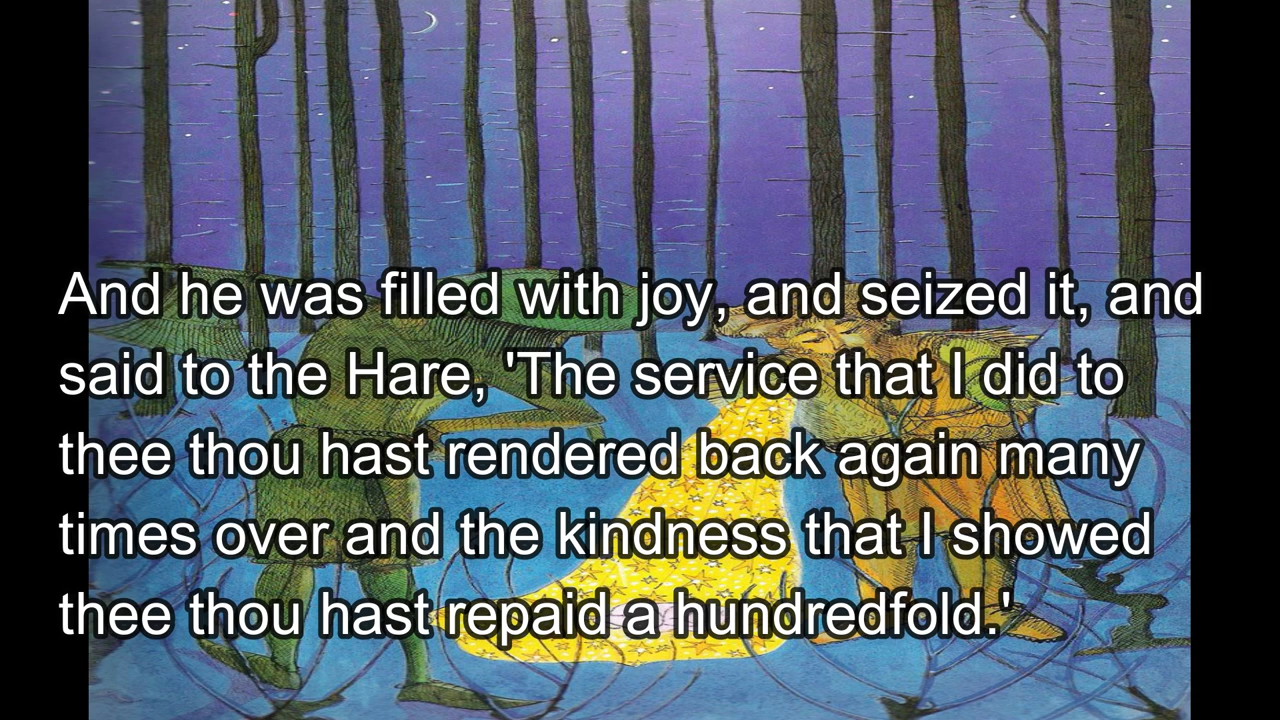 And he was filled with joy, and seized it, and
said to the Hare, 'The service that I did to
thee thou hast rendered back again many
times over and the kindness that I showed
thee thou hast repaid a hundredfold.'